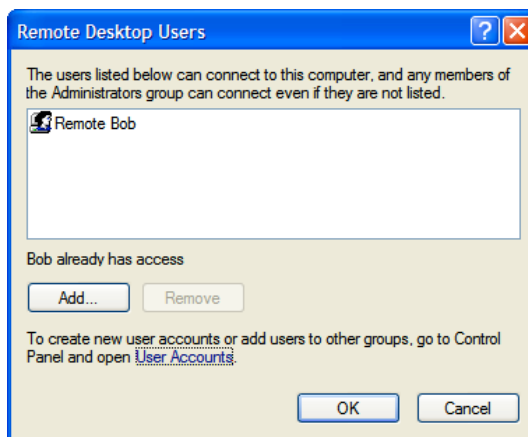 Remote Desktop Users
The users listed below can connect to this computer, and any members of
the Administrators group can connect even if they are not listed.
Remote Bob
Bob already has access
Add...
Remove
To create new user accounts or add users to other groups, go to Control
Panel and open User Accounts.
OK
Cancel